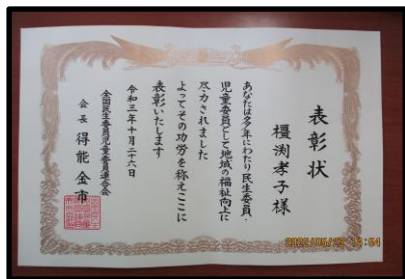 表彰状
櫃渕孝子様
あなたは多年にわたり民生委員・
児童委員として地域の福祉向上に
尽力されました
よってその功労を称えここに
表彰いたします
令和三年十月二十六日
全国民生委員児童委員連合会
会長 得能金市